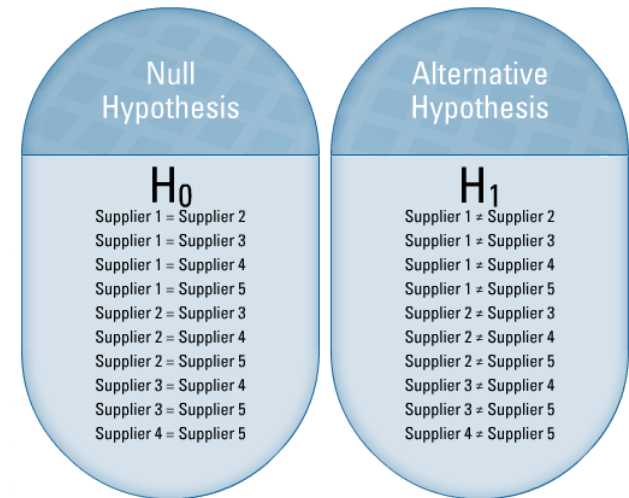 Null
Hypothesis
H0
Supplier 1 = Supplier 2
Supplier 1 = Supplier 3
Supplier 1 = Supplier 4
Supplier 1 = Supplier 5
Supplier 2 = Supplier 3
Supplier 2 = Supplier 4
Supplier 2 = Supplier 5
Supplier 3 = Supplier 4
Supplier 3 = Supplier 5
Supplier 4 = Supplier 5
Alternative
Hypothesis
H1
Supplier 1 ≠ Supplier 2
Supplier 1 ≠ Supplier 3
Supplier 1 ≠ Supplier 4
Supplier 1 ≠ Supplier 5
Supplier 2 ≠ Supplier 3
Supplier 2 ≠ Supplier 4
Supplier 2 ≠ Supplier 5
Supplier 3 ≠ Supplier 4
Supplier 3 ≠ Supplier 5
Supplier 4 ≠ Supplier 5